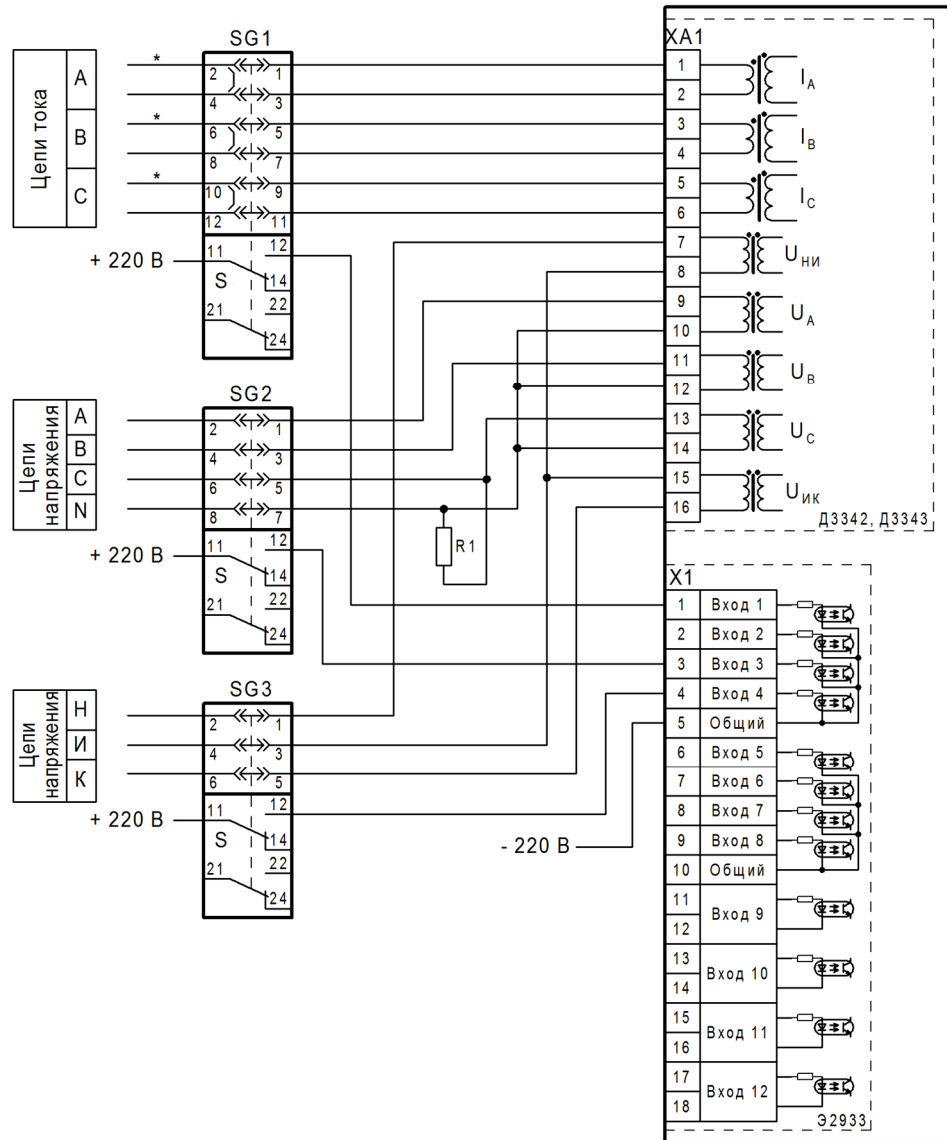 SG1
Цепи тока
A
B
C
*
*
*
2
1
4
3
6
5
8
7
10
9
12
11
+ 220 В
11
S
12
14
21
22
24
SG2
Цепи
напряжения
A
B
C
N
2
1
4
3
6
5
8
7
+ 220 В
11
S
12
14
21
22
24
R1
SG3
Цепи
напряжения
Н
И
К
2
1
4
3
6
5
+ 220 В
11
S
12
14
21
22
24
- 220 В
XA1
1
2
I A
3
4
I B
5
6
I C
7
8
U НИ
9
10
U A
11
12
U B
13
14
U C
15
16
U ИК
Д3342, Д3343
X1
1 Вход 1
2 Вход 2
3 Вход 3
4 Вход 4
5 Общий
6 Вход 5
7 Вход 6
8 Вход 7
9 Вход 8
10 Общий
11
12
Вход 9
13
14
Вход 10
15
16
Вход 11
17
18
Вход 12
Э2933